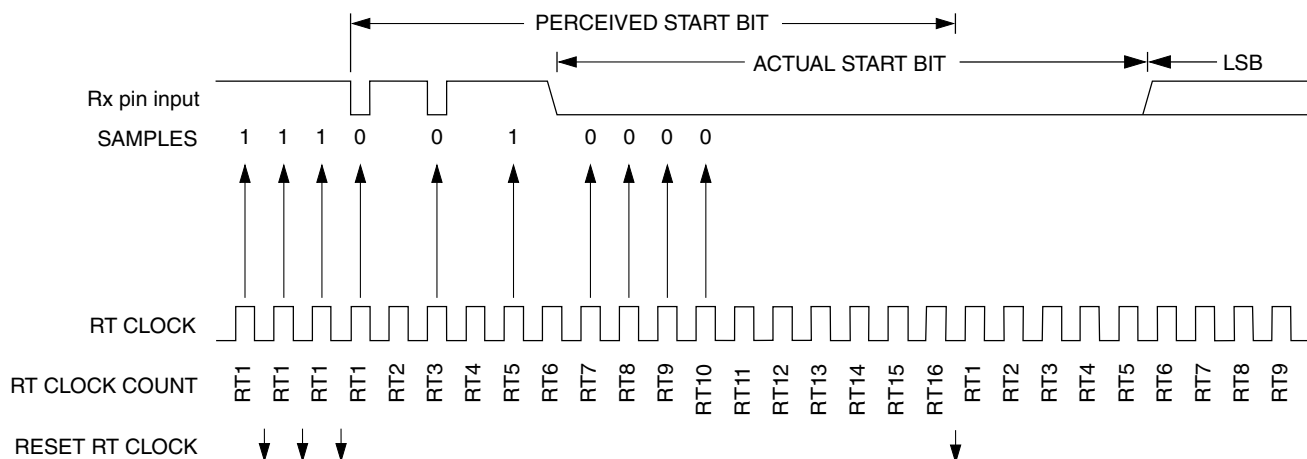 PERCEIVED START BIT
ACTUAL START BIT LSB
Rx pin input
SAMPLES 1 1 1 0 0 1 0 0 0 0
RT CLOCK
RT CLOCK COUNT RT1 RT1 RT1 RT1 RT2 RT3 RT4 RT5 RT6 RT7 RT8 RT9 RT10 RT11 RT12 RT13 RT14 RT15 RT16 RT1 RT2 RT3 RT4 RT5 RT6 RT7 RT8 RT9
RESET RT CLOCK